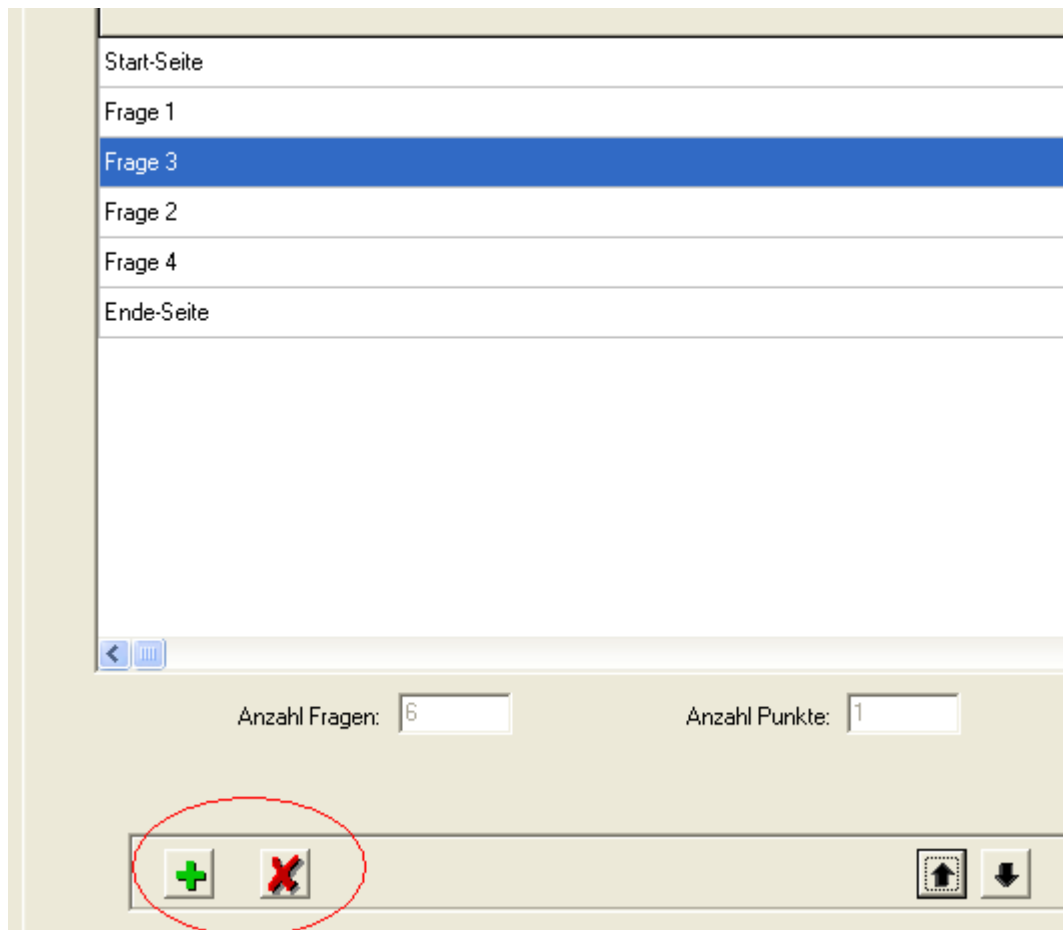 Start-Seite
Frage 1
Frage 3
Frage 2
Frage 4
Ende-Seite
Anzahl Fragen: 6 Anzahl Punkte: 1